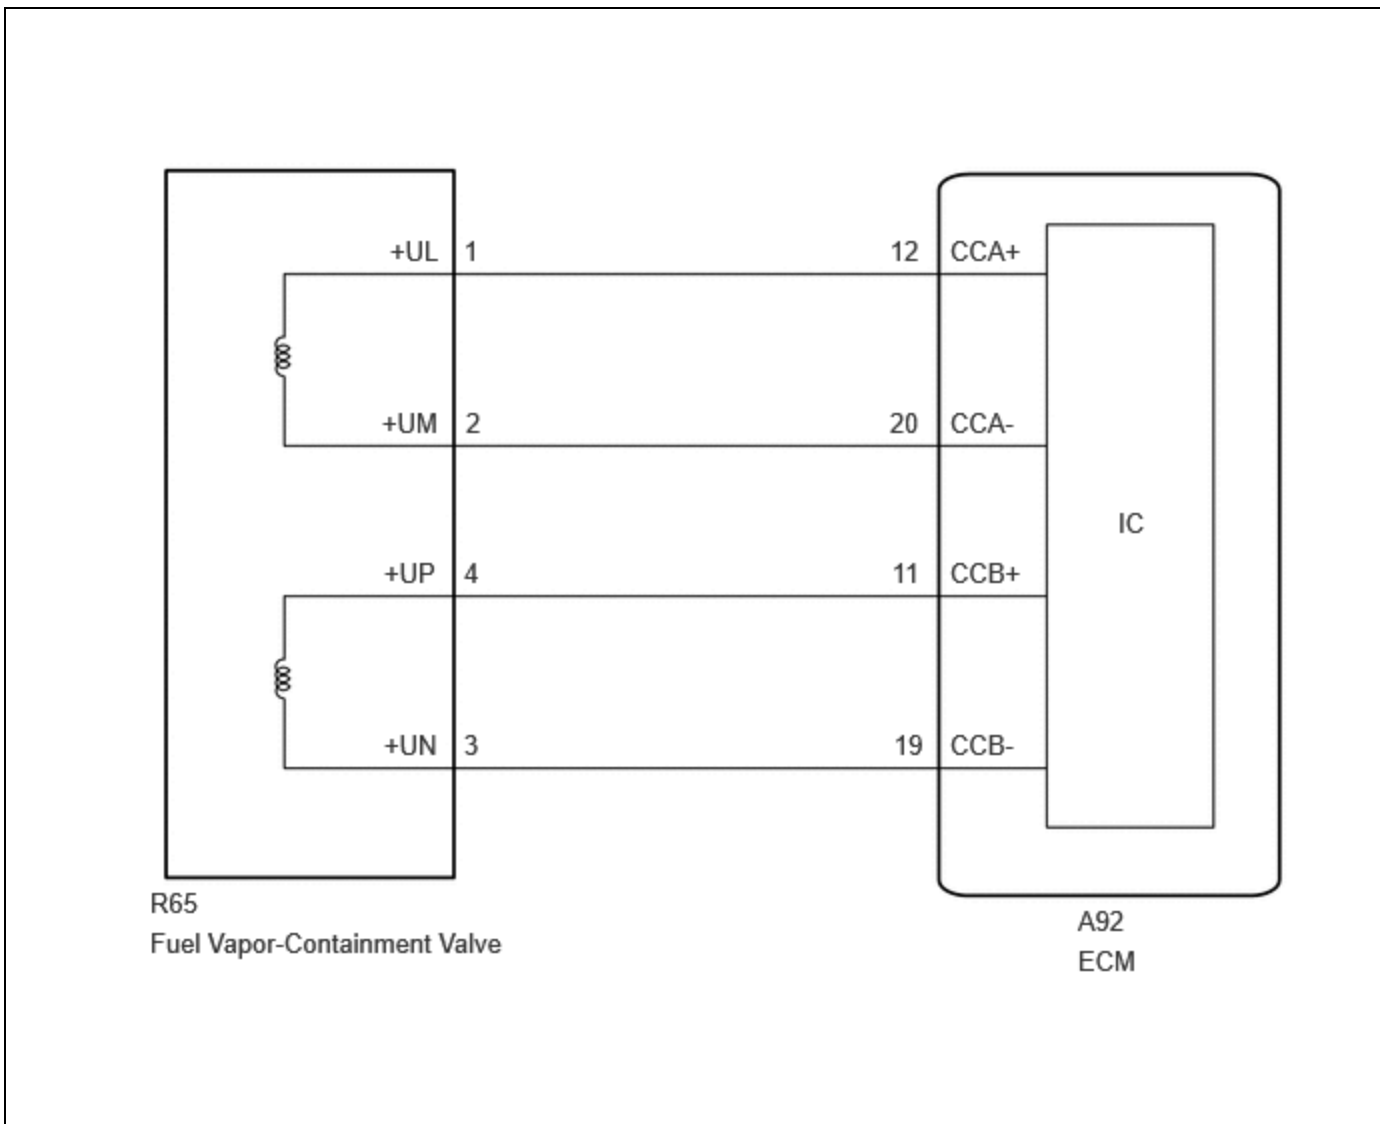 +UL 1 12 CCA+
+UM 2 20 CCA-
IC
+UP 4 11 CCB+
+UN 3 19 CCB-
R65
Fuel Vapor-Containment Valve
A92
ECM